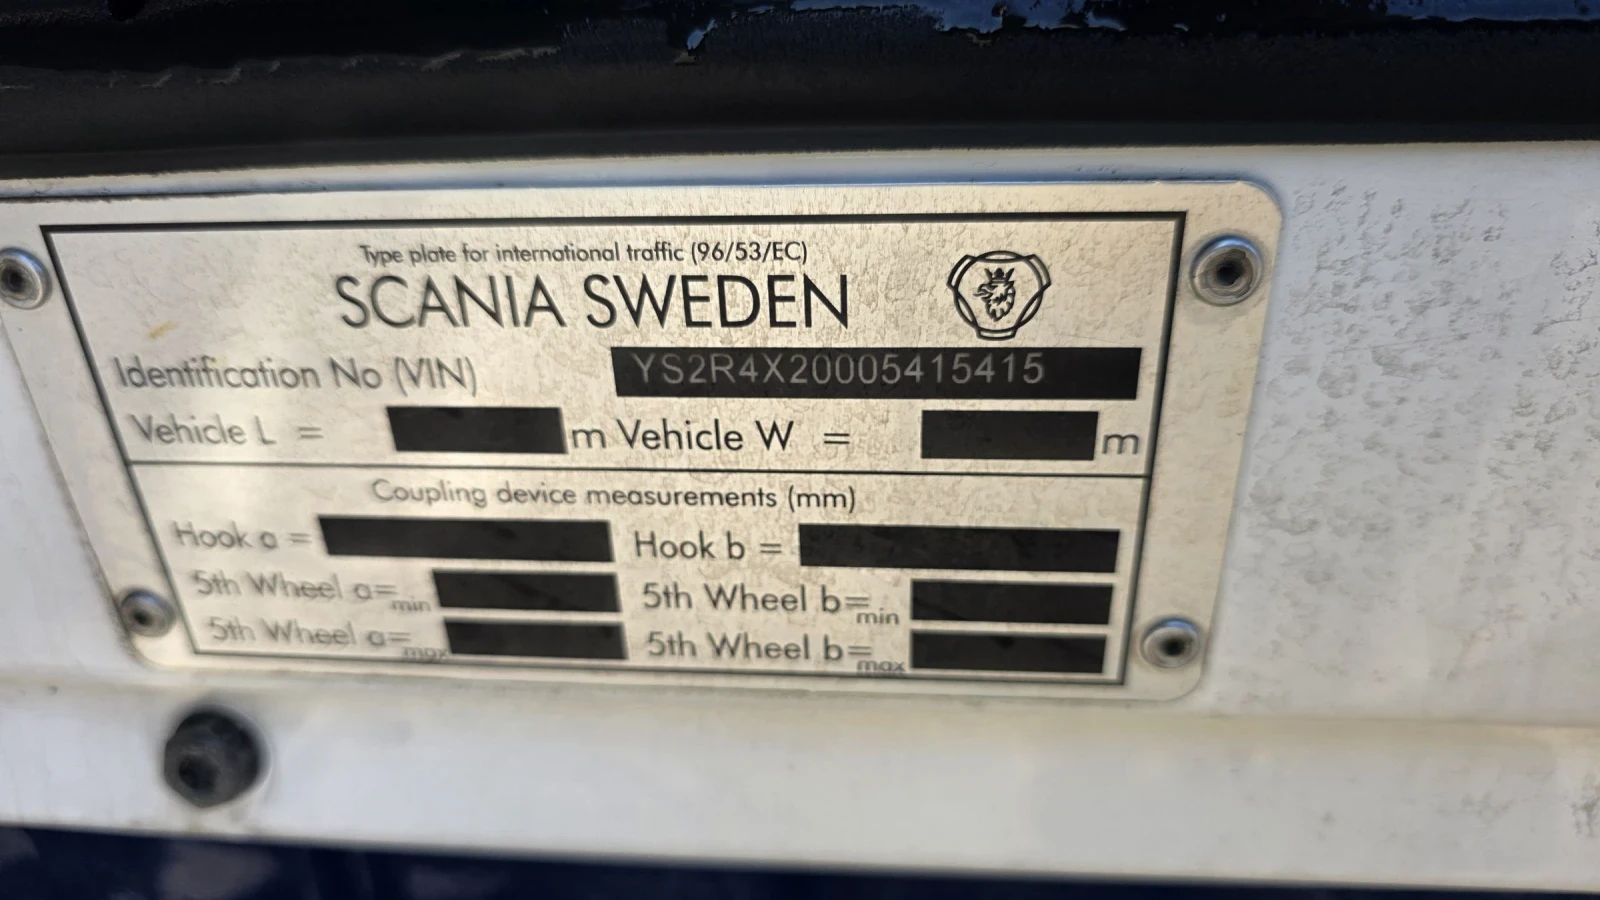 Type plate for international traffic (96/53/EC)
SCANIA SWEDEN
Identification No (VIN) YS2R4X20005415415
Vehicle L = m Vehicle W = m
Coupling device measurements (mm)
Hook a = Hook b =
5th Wheel a=min 5th Wheel b=min
5th Wheel a=max 5th Wheel b=max